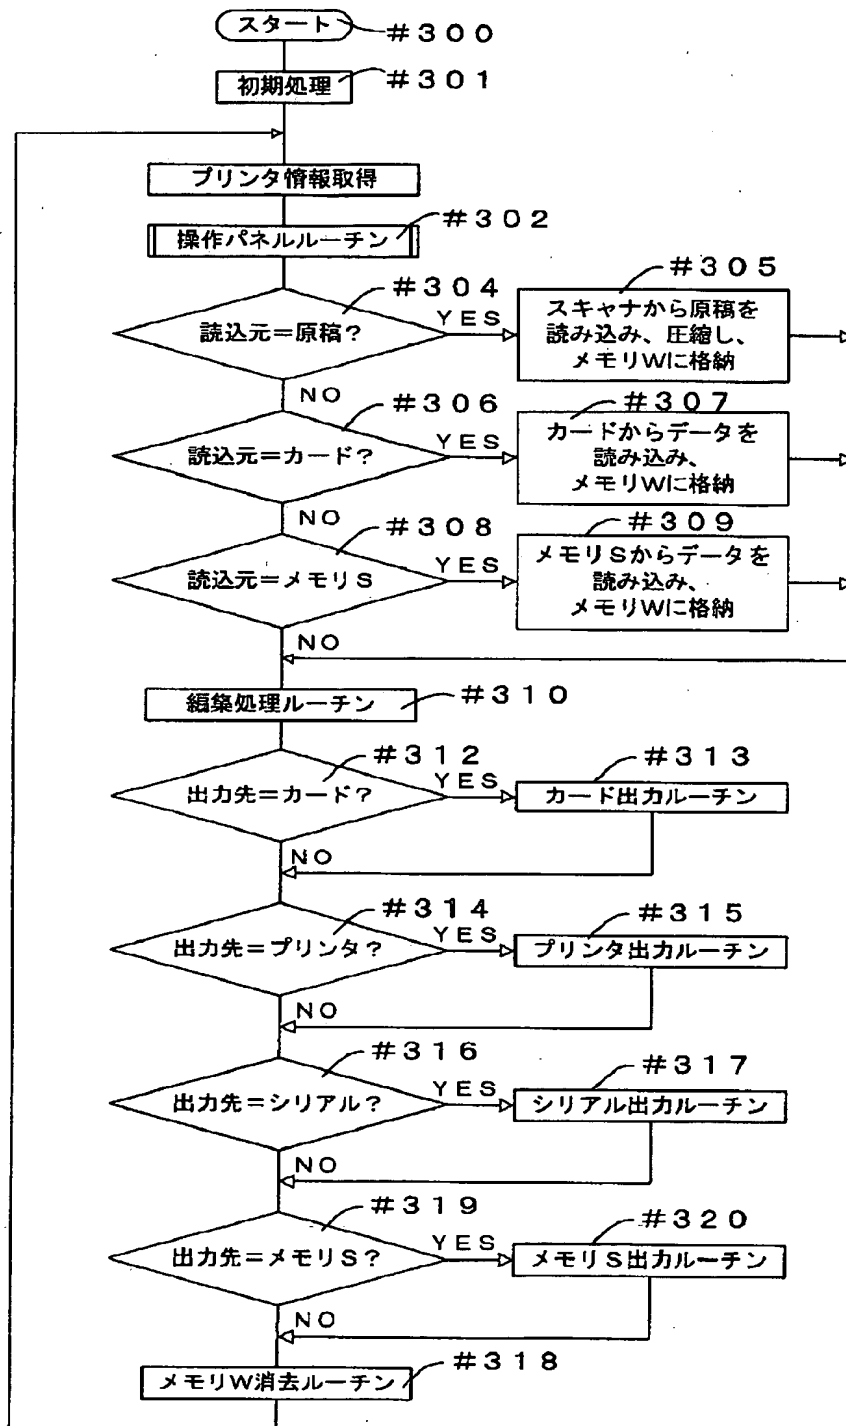 スタート
#300
初期処理
#301
プリンタ情報取得
操作パネルルーチン
#302
#304
読込元=原稿?
YES
#305
スキャナから原稿を
読み込み、圧縮し、
メモリWに格納
NO
#306
読込元=カード?
YES
#307
カードからデータを
読み込み、
メモリWに格納
NO
#308
読込元=メモリS
YES
#309
メモリSからデータを
読み込み、
メモリWに格納
NO
編集処理ルーチン
#310
#312
出力先=カード?
YES
#313
カード出力ルーチン
NO
#314
出力先=プリンタ?
YES
#315
プリンタ出力ルーチン
NO
#316
出力先=シリアル?
YES
#317
シリアル出力ルーチン
NO
#319
出力先=メモリS?
YES
#320
メモリS出力ルーチン
NO
#318
メモリW消去ルーチン